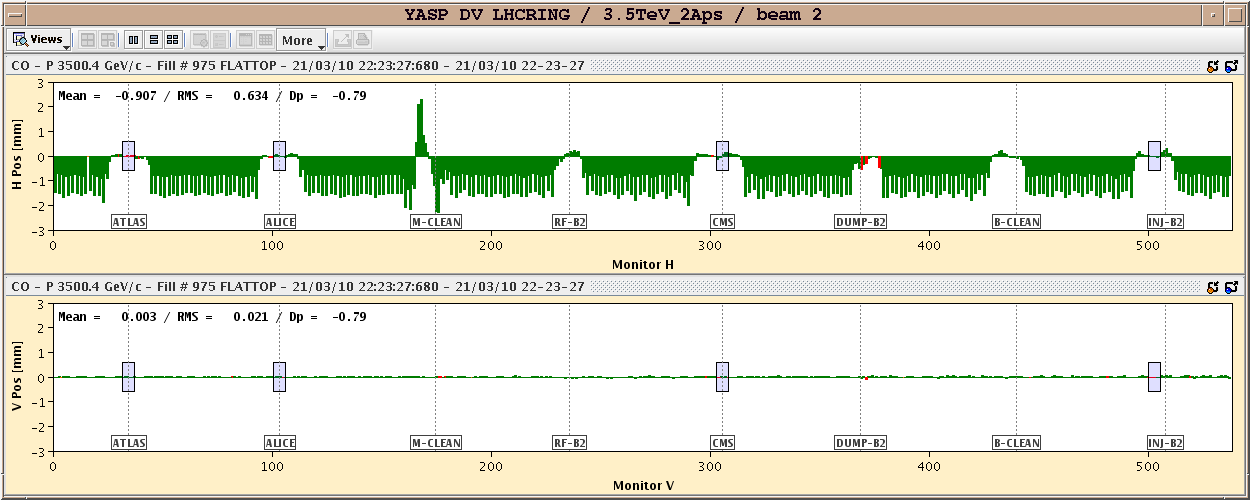 YASP DV LHCRING / 3.5TeV_2Aps / beam 2
Views More
CO - P 3500.4 GeV/c - Fill # 975 FLATTOP - 21/03/10 22:23:27:680 - 21/03/10 22-23-27
Mean = -0.907 / RMS = 0.634 / Dp = -0.79
3
2
1
0
-1
-2
-3
H Pos [mm]
ATLAS ALICE M-CLEAN RF-B2 CMS DUMP-B2 B-CLEAN INJ-B2
0 100 200 300 400 500
Monitor H
CO - P 3500.4 GeV/c - Fill # 975 FLATTOP - 21/03/10 22:23:27:680 - 21/03/10 22-23-27
Mean = 0.003 / RMS = 0.021 / Dp = -0.79
3
2
1
0
-1
-2
-3
V Pos [mm]
ATLAS ALICE M-CLEAN RF-B2 CMS DUMP-B2 B-CLEAN INJ-B2
0 100 200 300 400 500
Monitor V